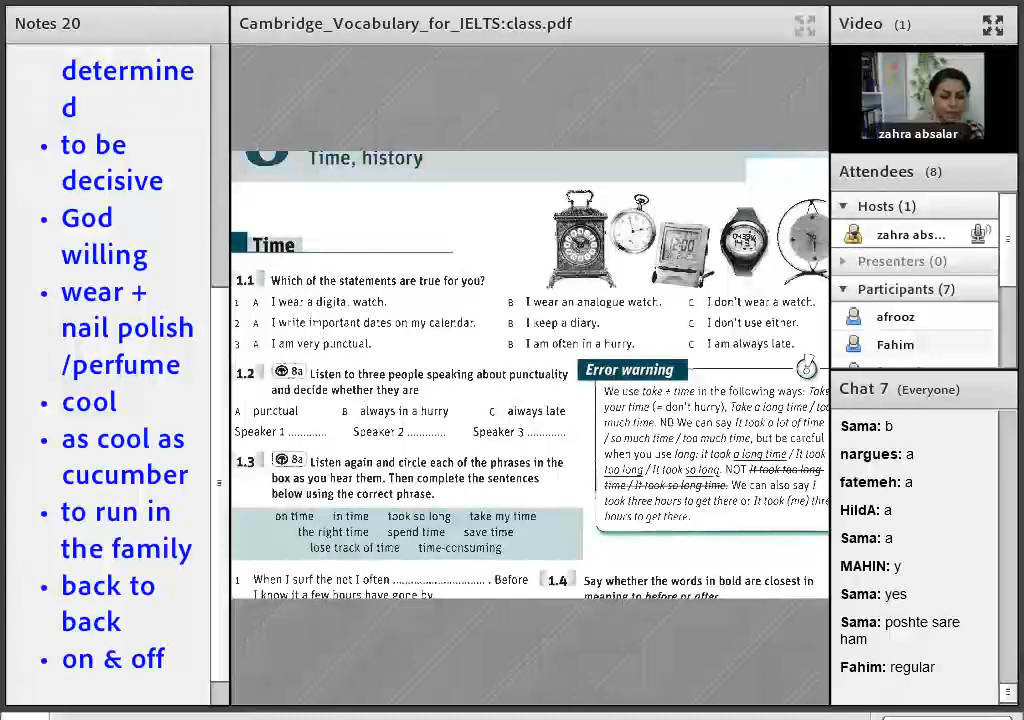 Notes 20
determine
d
• to be
decisive
• God
willing
• wear +
nail polish
/perfume
• cool
• as cool as
cucumber
• to run in
the family
• back to
back
• on & off
Cambridge_Vocabulary_for_IELTS:class.pdf
Time, history
Time
1.1 Which of the statements are true for you?
1 A I wear a digital watch. B I wear an analogue watch. C I don't wear a watch.
2 A I write important dates on my calendar. B I keep a diary. C I don't use either.
3 A I am very punctual. B I am often in a hurry. C I am always late.
1.2 8a Listen to three people speaking about punctuality
and decide whether they are
A punctual B always in a hurry C always late
Speaker 1 ............ Speaker 2 ............ Speaker 3 ............
1.3 8a Listen again and circle each of the phrases in the
box as you hear them. Then complete the sentences
below using the correct phrase.
on time in time took so long take my time
the right time spend time save time
lose track of time time-consuming
1 When I surf the net I often ............................ . Before
I know it a few hours have gone by.
Error warning
We use take + time in the following ways: Take
your time (= don't hurry), Take a long time / too
much time. NB We can say It took a lot of time
/ so much time / too much time, but be careful
when you use long: It took a long time / It took
too long / It took so long. NOT It took too long
time / It took so long time. We can also say I
took three hours to get there or It took (me) thre
hours to get there.
1.4 Say whether the words in bold are closest in
meaning to before or after.
Video (1)
zahra absalar
Attendees (8)
Hosts (1)
zahra abs...
Presenters (0)
Participants (7)
afrooz
Fahim
Chat 7 (Everyone)
Sama: b
nargues: a
fatemeh: a
HildA: a
Sama: a
MAHIN: y
Sama: yes
Sama: poshte sare
ham
Fahim: regular